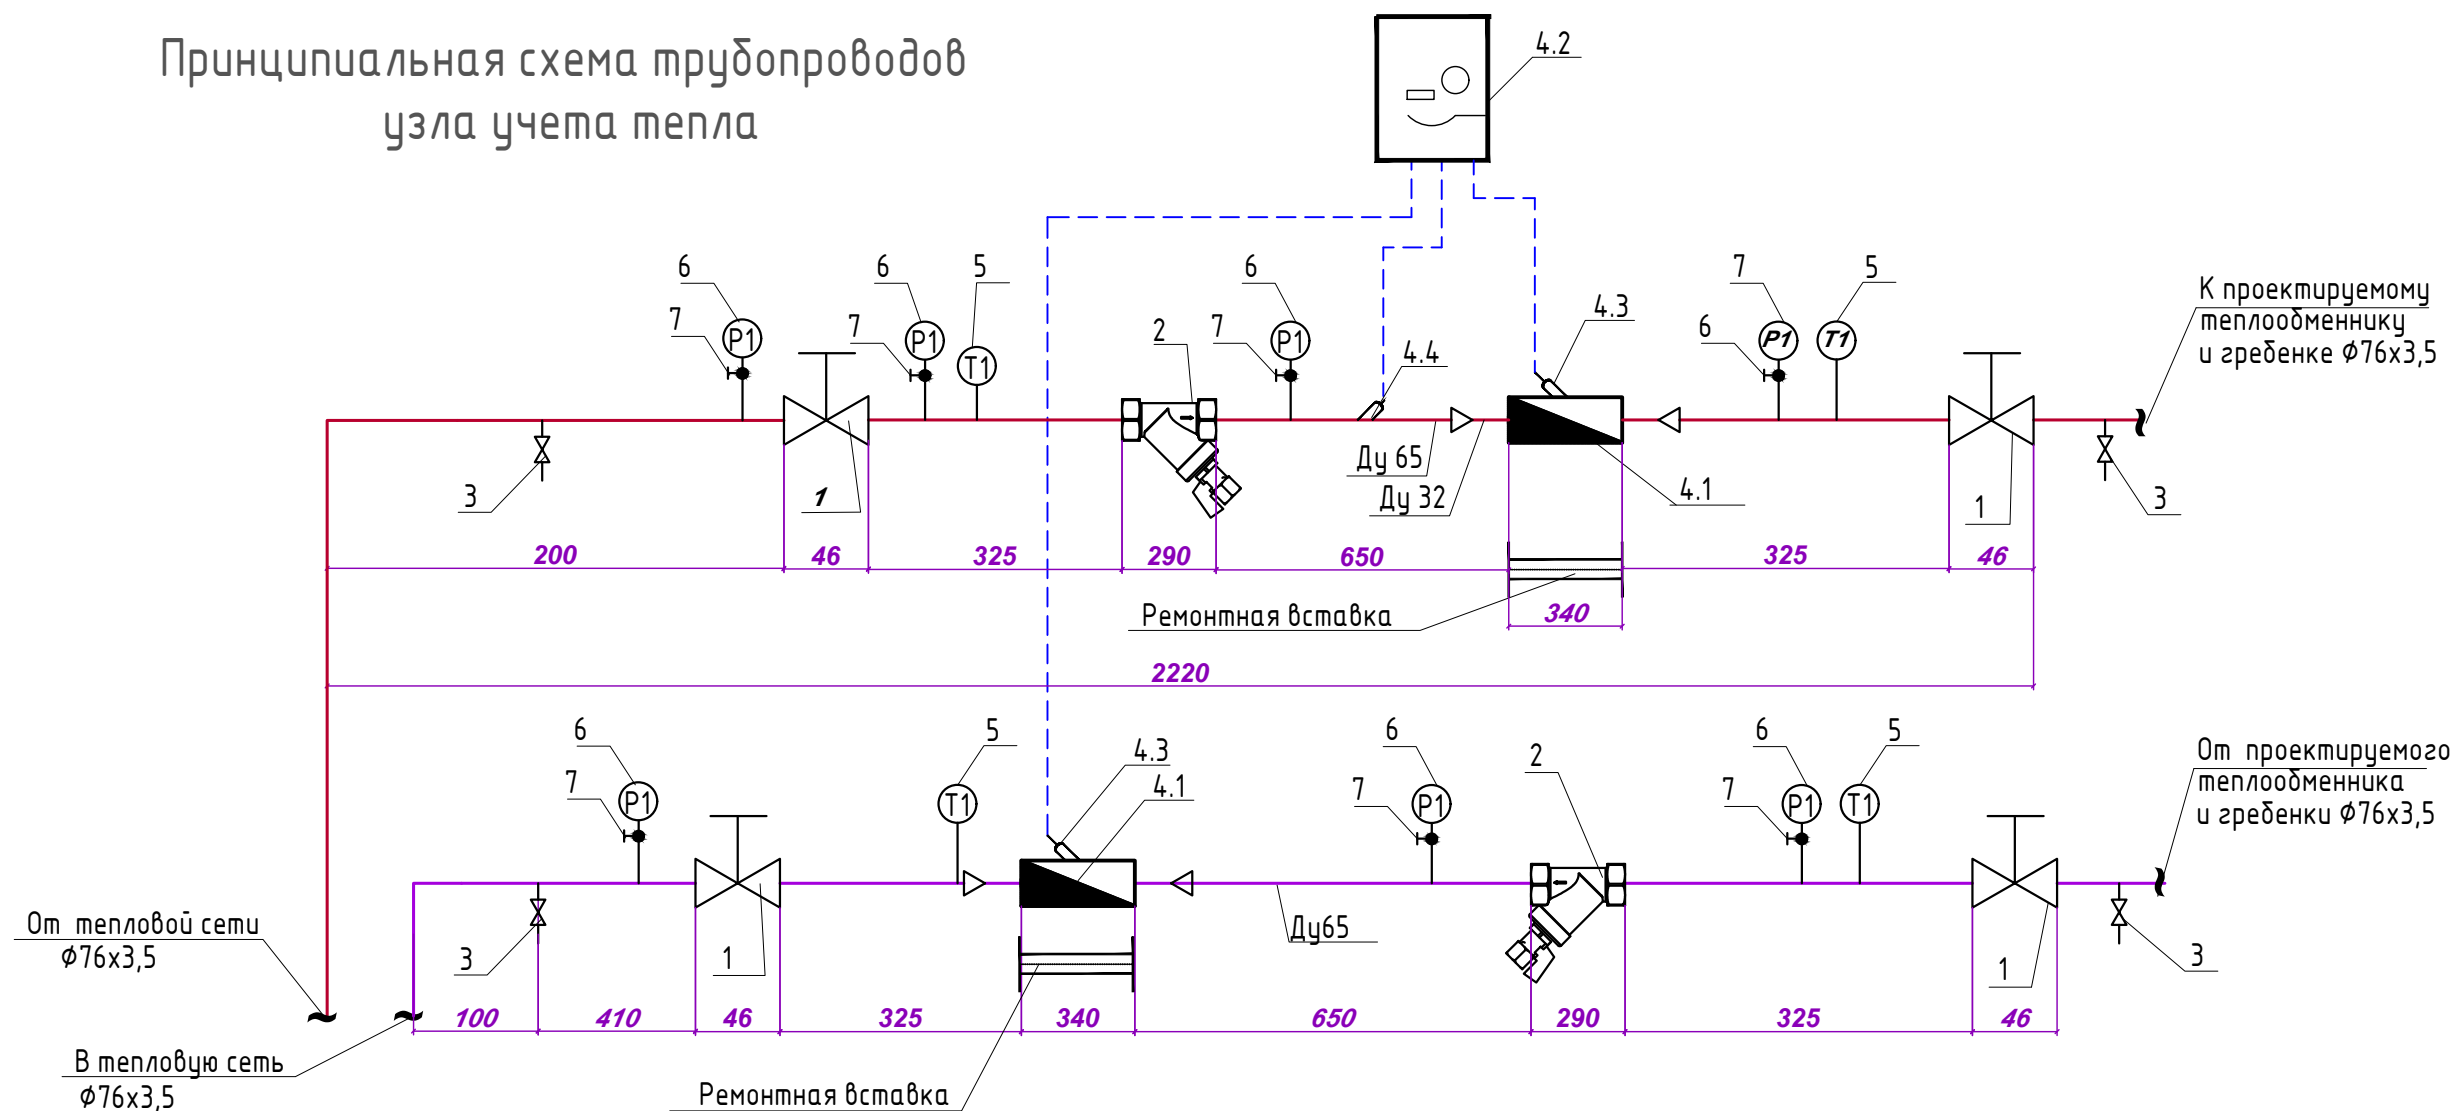 Принципиальная схема трубопроводов
узла учета тепла
4.2
6
6
5
6
7
5
К проектируемому
теплообменнику
и гребенке Ф76х3,5
7
P1
7
P1
T1
2
7
P1
4.4
4.3
6
P1
T1
3
1
Ду 65
Ду 32
4.1
1
3
200
46
325
290
650
325
46
Ремонтная вставка
340
2220
6
5
4.3
6
2
6
5
От проектируемого
теплообменника
и гребенки Ф76х3,5
7
P1
T1
4.1
7
P1
7
P1
T1
От тепловой сети
Ф76х3,5
3
1
Ду65
1
3
100
410
46
325
340
650
290
325
46
В тепловую сеть
Ф76х3,5
Ремонтная вставка